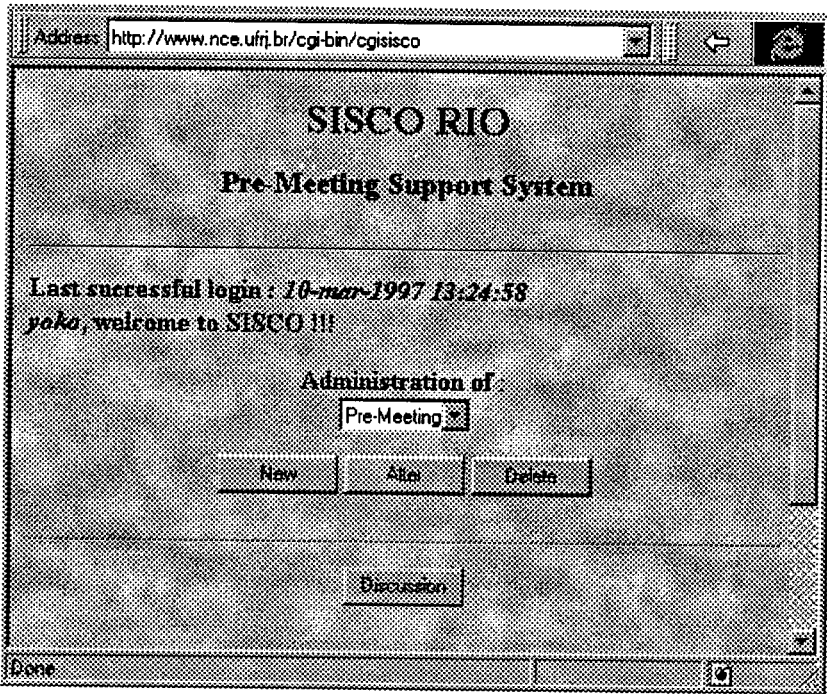 Address http://www.nce.ufrj.br/cgi-bin/cgisisco
SISCO RIO
Pre-Meeting Support System
Last successful login : 10-mar-1997 13:24:58
yoko, welcome to SISCO !!!
Administration of :
Pre-Meeting
New Alter Delete
Discussion
Done